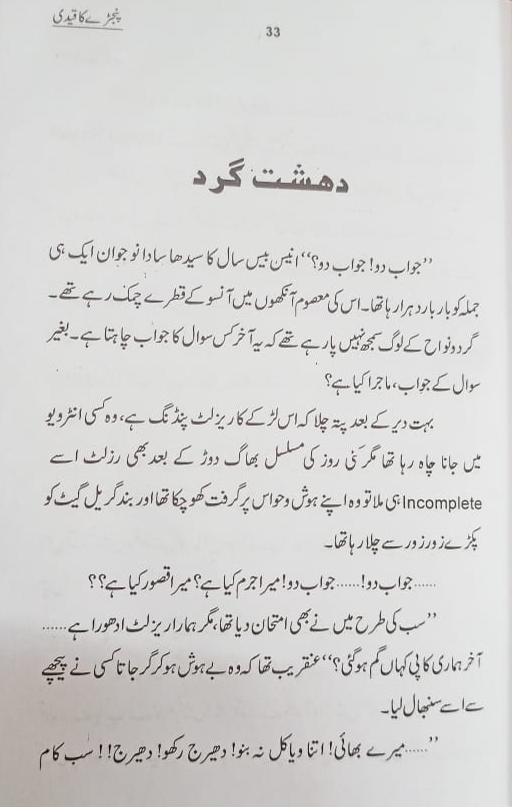 پنجڑے کا قیدی
33
دهشت گرد
’’جواب دو! جواب دو؟‘‘ انیس بیس سال کا سیدھا سادا نوجوان ایک ہی
جملہ کو بار بار دہرا رہا تھا۔ اس کی معصوم آنکھوں میں آنسو کے قطرے چمک رہے تھے۔
گردونواح کے لوگ سمجھ نہیں پا رہے تھے کہ یہ آخر کس سوال کا جواب چاہتا ہے۔ بغیر
سوال کے جواب، ماجرا کیا ہے؟
بہت دیر کے بعد پتہ چلا کہ اس لڑکے کا ریزلٹ پنڈنگ ہے، وہ کسی انٹرویو
میں جانا چاہ رہا تھا مگر کئی روز کی مسلسل بھاگ دوڑ کے بعد بھی رزلٹ اسے
Incomplete ہی ملا تو وہ اپنے ہوش و حواس پر گرفت کھو چکا تھا اور بند گریل گیٹ کو
پکڑے زور زور سے چلا رہا تھا۔
......جواب دو!......جواب دو! میرا جرم کیا ہے؟ میرا قصور کیا ہے؟؟
’’سب کی طرح میں نے بھی امتحان دیا تھا، مگر ہمارا ریزلٹ ادھورا ہے......
آخر ہماری کاپی کہاں گم ہو گئی؟‘‘ عنقریب تھا کہ وہ بے ہوش ہو کر گر جاتا کسی نے پیچھے
سے اسے سنبھال لیا۔
’’......میرے بھائی! اتنا ویاکل نہ بنو! دھیرج رکھو! دھیرج!! سب کام